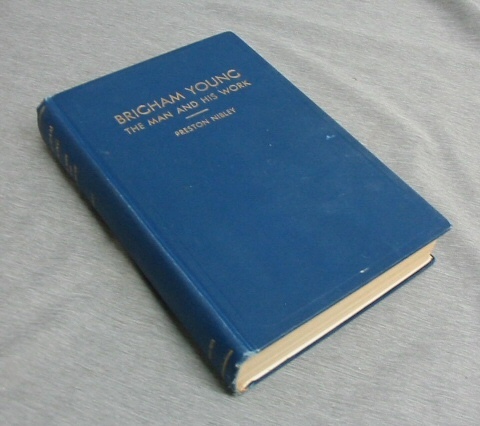 BRIGHAM YOUNG
THE MAN AND HIS WORK
PRESTON NIBLEY